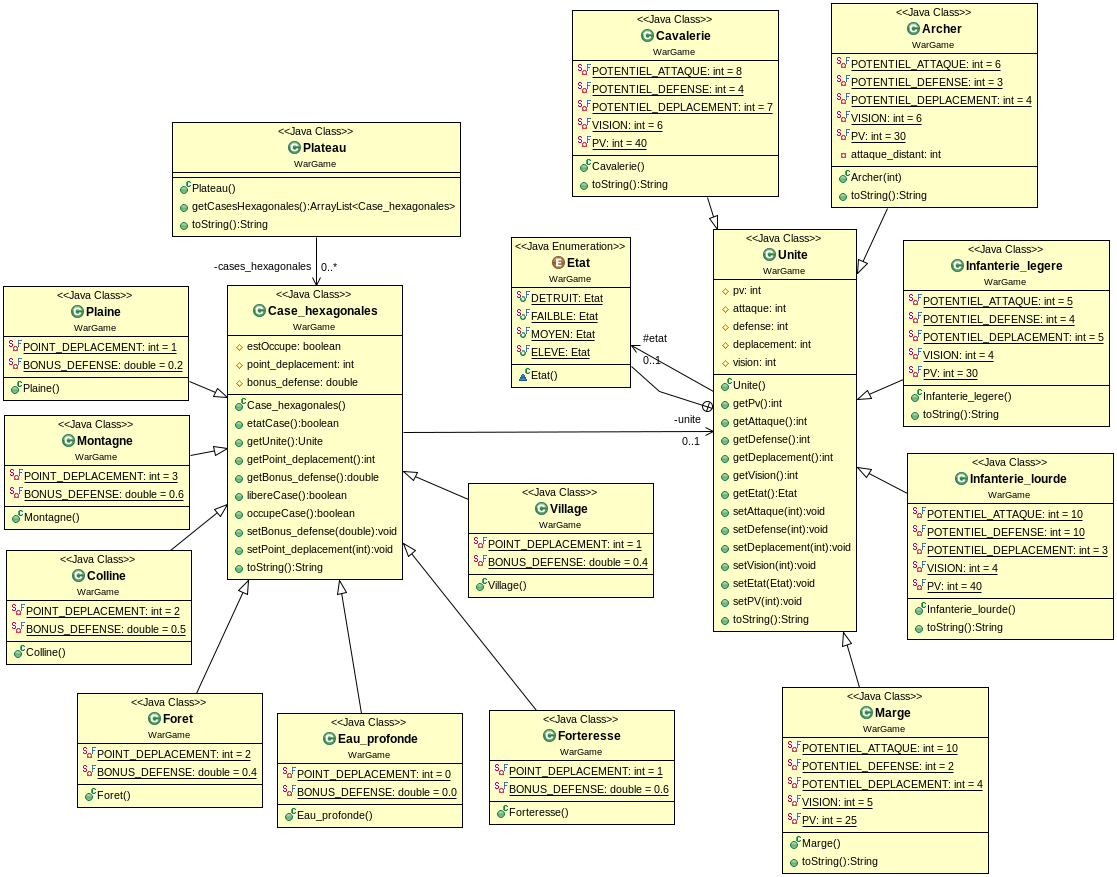 <<Java Class>>
Cavalerie
WarGame
POTENTIEL_ATTAQUE: int = 8
POTENTIEL_DEFENSE: int = 4
POTENTIEL_DEPLACEMENT: int = 7
VISION: int = 6
PV: int = 40
Cavalerie()
toString():String
<<Java Class>>
Archer
WarGame
POTENTIEL_ATTAQUE: int = 6
POTENTIEL_DEFENSE: int = 3
POTENTIEL_DEPLACEMENT: int = 4
VISION: int = 6
PV: int = 30
attaque_distant: int
Archer(int)
toString():String
<<Java Class>>
Plateau
WarGame
Plateau()
getCasesHexagonales():ArrayList<Case_hexagonales>
toString():String
-cases_hexagonales
0..*
<<Java Class>>
Plaine
WarGame
POINT_DEPLACEMENT: int = 1
BONUS_DEFENSE: double = 0.2
Plaine()
<<Java Class>>
Case_hexagonales
WarGame
estOccupe: boolean
point_deplacement: int
bonus_defense: double
Case_hexagonales()
etatCase():boolean
getUnite():Unite
getPoint_deplacement():int
getBonus_defense():double
libereCase():boolean
occupeCase():boolean
setBonus_defense(double):void
setPoint_deplacement(int):void
toString():String
<<Java Enumeration>>
Etat
WarGame
DETRUIT: Etat
FAILBLE: Etat
MOYEN: Etat
ELEVE: Etat
Etat()
#etat
0..1
-unite
0..1
<<Java Class>>
Unite
WarGame
pv: int
attaque: int
defense: int
deplacement: int
vision: int
Unite()
getPv():int
getAttaque():int
getDefense():int
getDeplacement():int
getVision():int
getEtat():Etat
setAttaque(int):void
setDefense(int):void
setDeplacement(int):void
setVision(int):void
setEtat(Etat):void
setPV(int):void
toString():String
<<Java Class>>
Infanterie_legere
WarGame
POTENTIEL_ATTAQUE: int = 5
POTENTIEL_DEFENSE: int = 4
POTENTIEL_DEPLACEMENT: int = 5
VISION: int = 4
PV: int = 30
Infanterie_legere()
toString():String
<<Java Class>>
Montagne
WarGame
POINT_DEPLACEMENT: int = 3
BONUS_DEFENSE: double = 0.6
Montagne()
<<Java Class>>
Village
WarGame
POINT_DEPLACEMENT: int = 1
BONUS_DEFENSE: double = 0.4
Village()
<<Java Class>>
Infanterie_lourde
WarGame
POTENTIEL_ATTAQUE: int = 10
POTENTIEL_DEFENSE: int = 10
POTENTIEL_DEPLACEMENT: int = 3
VISION: int = 4
PV: int = 40
Infanterie_lourde()
toString():String
<<Java Class>>
Colline
WarGame
POINT_DEPLACEMENT: int = 2
BONUS_DEFENSE: double = 0.5
Colline()
<<Java Class>>
Foret
WarGame
POINT_DEPLACEMENT: int = 2
BONUS_DEFENSE: double = 0.4
Foret()
<<Java Class>>
Eau_profonde
WarGame
POINT_DEPLACEMENT: int = 0
BONUS_DEFENSE: double = 0.0
Eau_profonde()
<<Java Class>>
Forteresse
WarGame
POINT_DEPLACEMENT: int = 1
BONUS_DEFENSE: double = 0.6
Forteresse()
<<Java Class>>
Marge
WarGame
POTENTIEL_ATTAQUE: int = 10
POTENTIEL_DEFENSE: int = 2
POTENTIEL_DEPLACEMENT: int = 4
VISION: int = 5
PV: int = 25
Marge()
toString():String